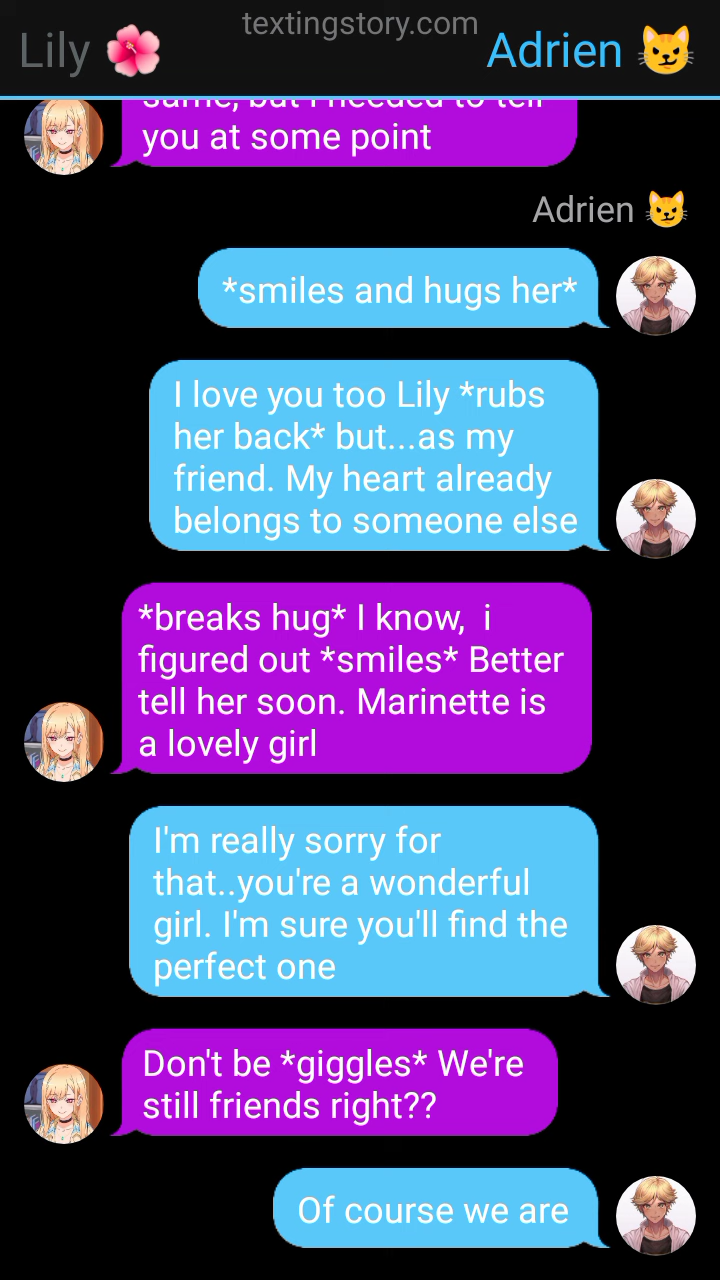 textingstory.com
Lily 🌺
Adrien 😼
same, but I needed to tell
you at some point
Adrien 😼
*smiles and hugs her*
I love you too Lily *rubs
her back* but...as my
friend. My heart already
belongs to someone else
*breaks hug* I know,  i
figured out *smiles* Better
tell her soon. Marinette is
a lovely girl
I'm really sorry for
that..you're a wonderful
girl. I'm sure you'll find the
perfect one
Don't be *giggles* We're
still friends right??
Of course we are